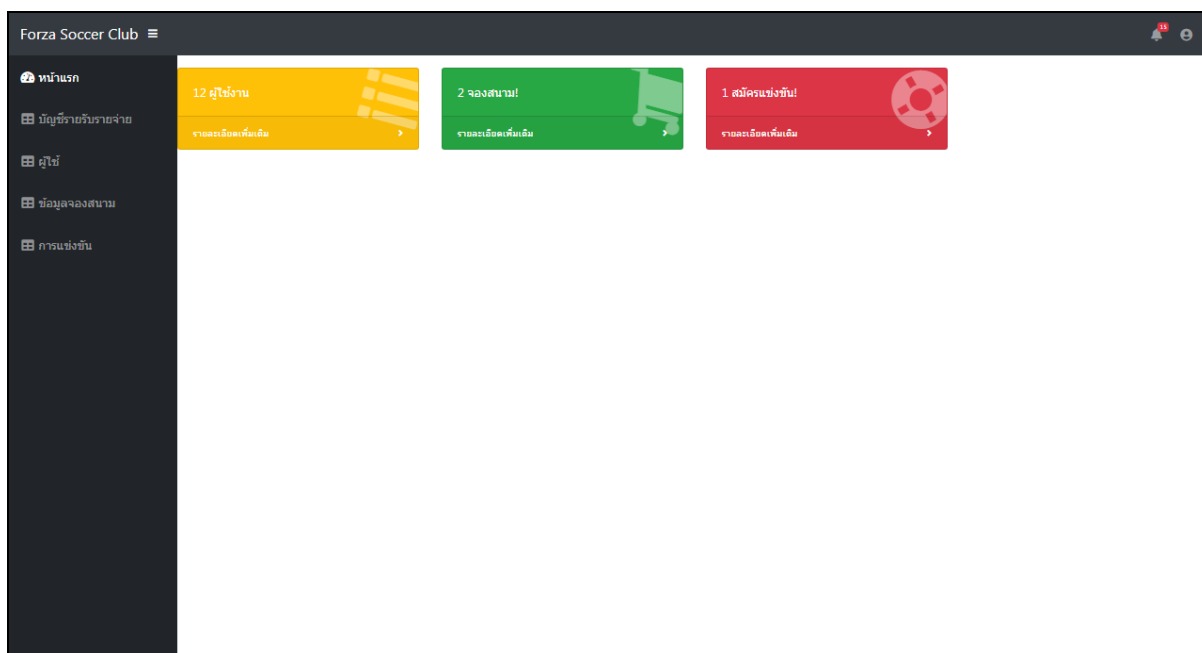 Forza Soccer Club
15
หน้าแรก
บัญชีรายรับรายจ่าย
ผู้ใช้
ข้อมูลจองสนาม
การแข่งขัน
12 ผู้ใช้งาน
รายละเอียดเพิ่มเติม
2 จองสนาม!
รายละเอียดเพิ่มเติม
1 สมัครแข่งขัน!
รายละเอียดเพิ่มเติม